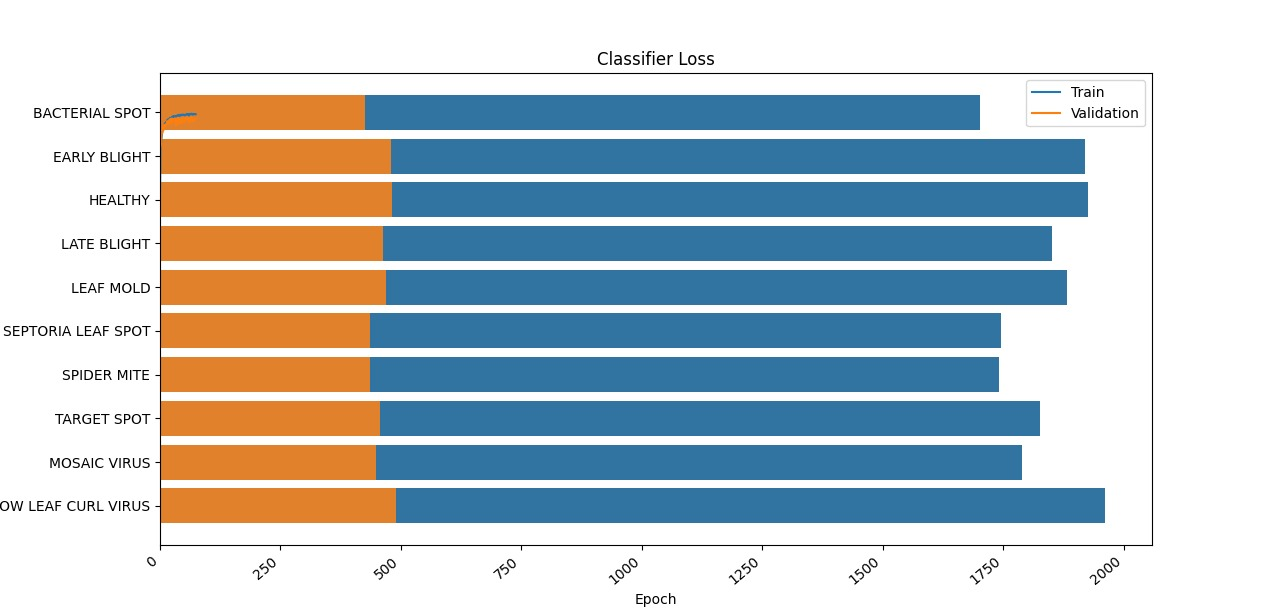 Classifier Loss
Train
Validation
BACTERIAL SPOT
EARLY BLIGHT
HEALTHY
LATE BLIGHT
LEAF MOLD
SEPTORIA LEAF SPOT
SPIDER MITE
TARGET SPOT
MOSAIC VIRUS
OW LEAF CURL VIRUS
0 250 500 750 1000 1250 1500 1750 2000
Epoch